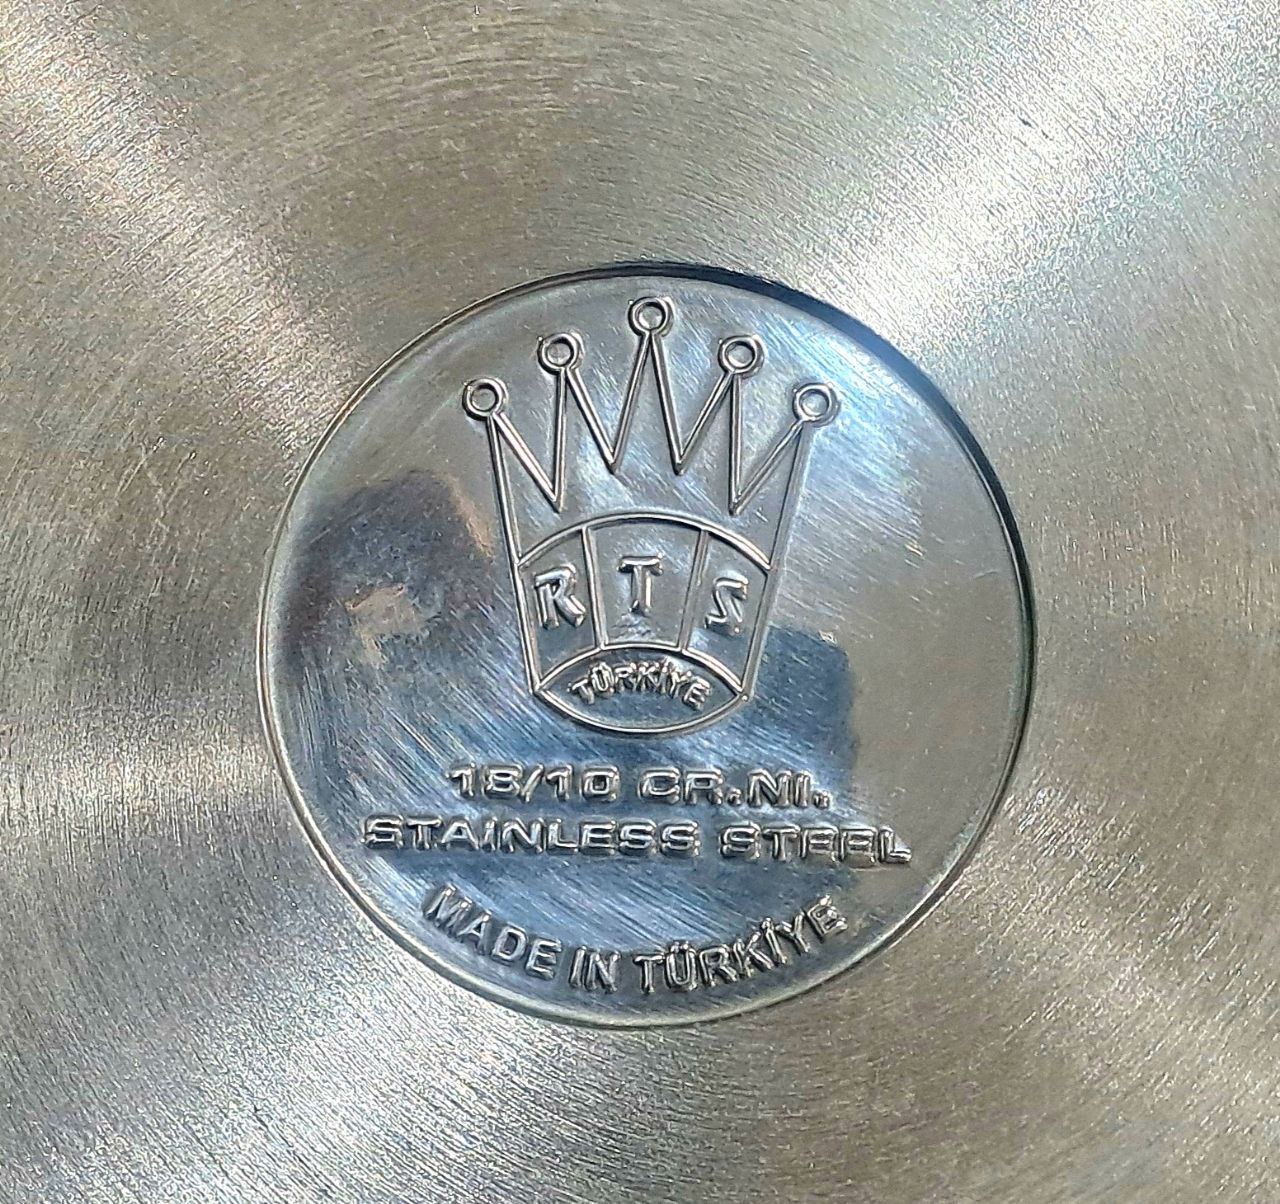 R T S
TÜRKİYE
18/10 CR.NI.
STAINLESS STEEL
MADE IN TÜRKİYE